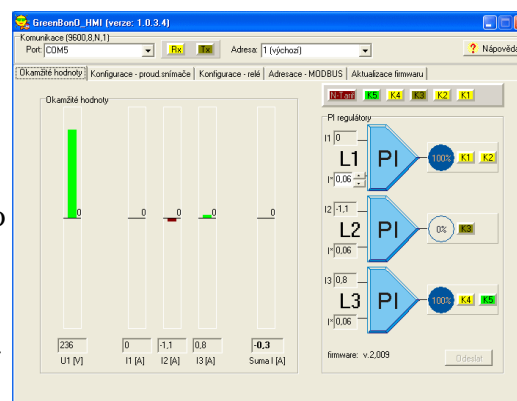 GreenBonO_HMI (verze: 1.0.3.4)
Komunikace (9600,8,N,1)
Port: COM5 Rx Tx Adresa: 1 (výchozí) ? Nápověda
Okamžité hodnoty Konfigurace - proud.snímače Konfigurace - relé Adresace - MODBUS Aktualizace firmwaru
Okamžité hodnoty
N-Tarif K5 K4 K3 K2 K1
PI regulátory
I1 0
L1 PI 100% K1 K2
I* 0,06
I2 -1,1
L2 PI 0% K3
I* 0,06
I3 0,8
L3 PI 100% K4 K5
I* 0,06
0 0 0 0 0
236 0 -1,1 0,8 -0,3
U1 [V] I1 [A] I2 [A] I3 [A] Suma I [A]
firmware: v.2,009 Odeslat